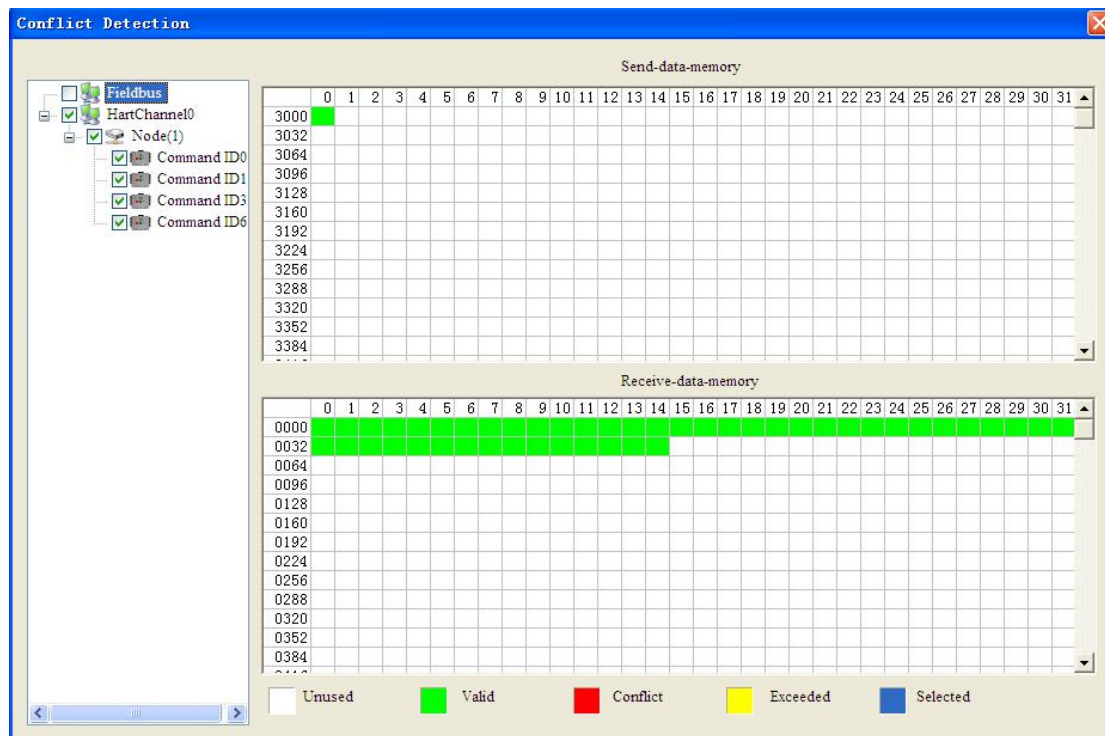 Conflict Detection
Fieldbus
HartChannel0
Node(1)
Command ID0
Command ID1
Command ID3
Command ID6
Send-data-memory
0 1 2 3 4 5 6 7 8 9 10 11 12 13 14 15 16 17 18 19 20 21 22 23 24 25 26 27 28 29 30 31
3000
3032
3064
3096
3128
3160
3192
3224
3256
3288
3320
3352
3384
Receive-data-memory
0 1 2 3 4 5 6 7 8 9 10 11 12 13 14 15 16 17 18 19 20 21 22 23 24 25 26 27 28 29 30 31
0000
0032
0064
0096
0128
0160
0192
0224
0256
0288
0320
0352
0384
Unused Valid Conflict Exceeded Selected